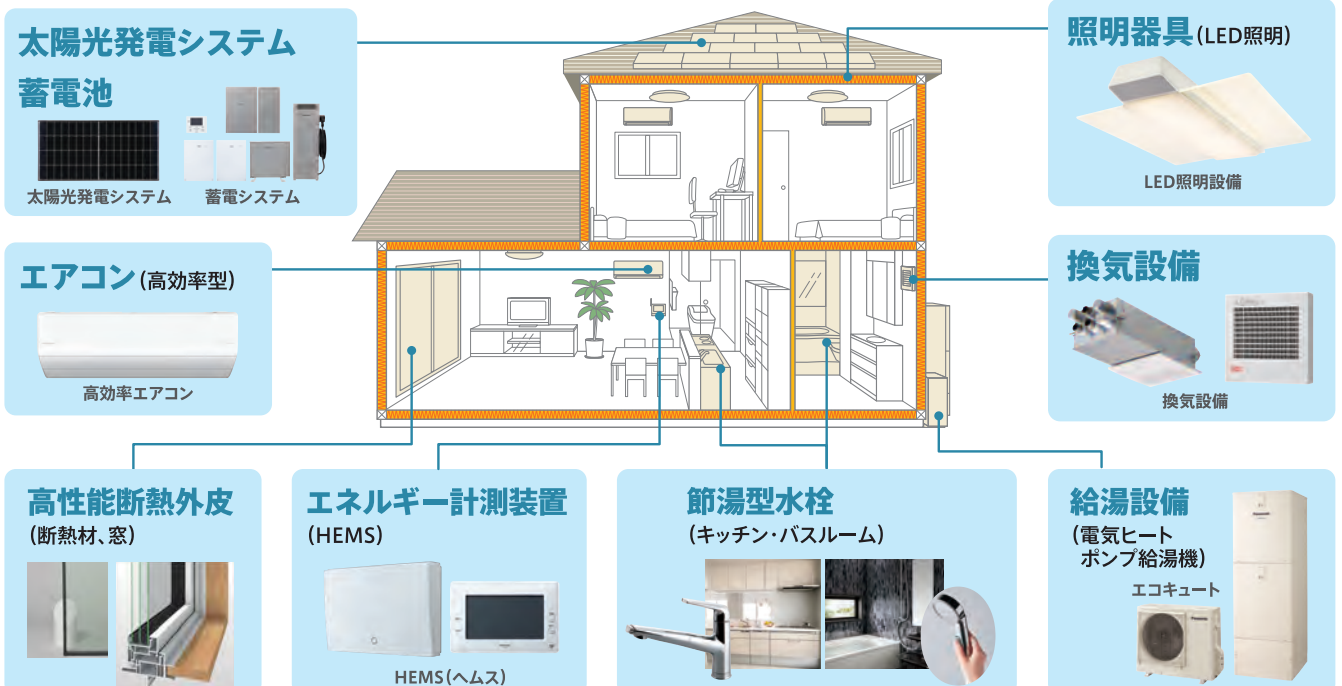 太陽光発電システム
蓄電池
太陽光発電システム
蓄電システム
照明器具(LED照明)
LED照明設備
エアコン(高効率型)
高効率エアコン
換気設備
換気設備
高性能断熱外皮
(断熱材、窓)
エネルギー計測装置
(HEMS)
HEMS(ヘムス)
節湯型水栓
(キッチン・バスルーム)
給湯設備
(電気ヒート
ポンプ給湯機)
エコキュート
Panasonic